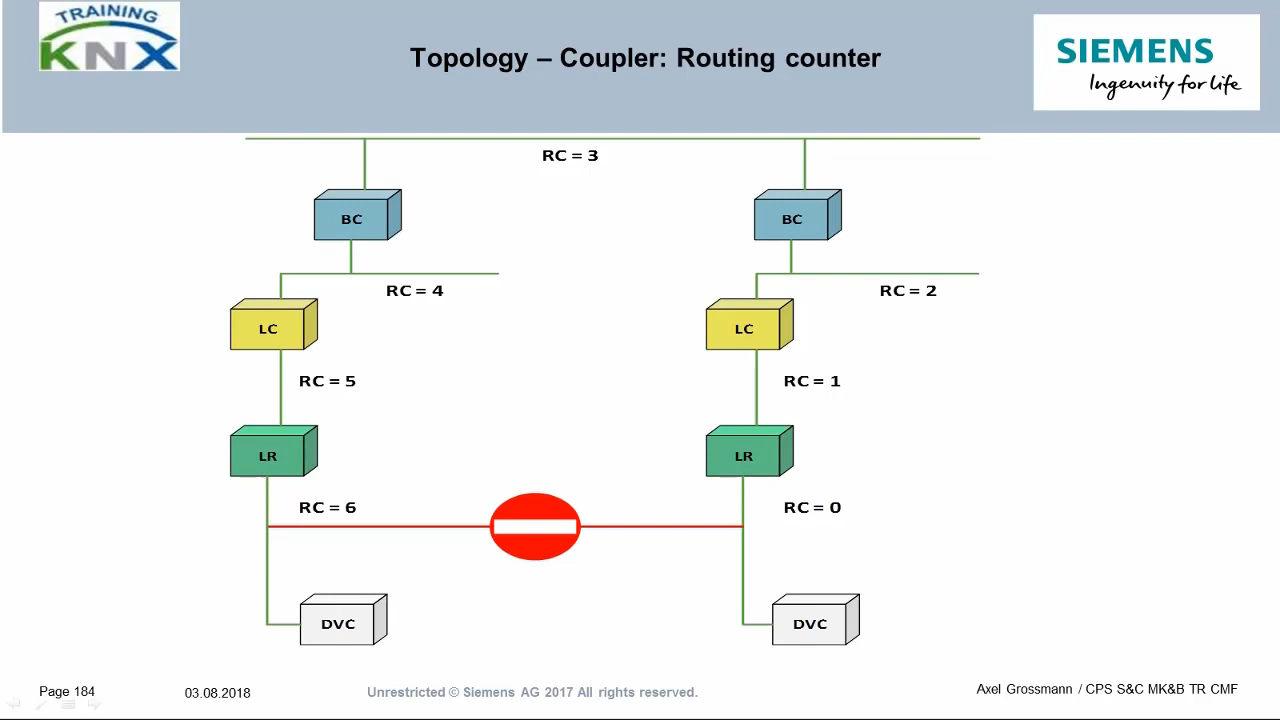 TRAINING
KNX
Topology – Coupler: Routing counter
SIEMENS
Ingenuity for life
RC = 3
BC
BC
RC = 4
RC = 2
LC
LC
RC = 5
RC = 1
LR
LR
RC = 6
RC = 0
DVC
DVC
Page 184
03.08.2018
Unrestricted © Siemens AG 2017 All rights reserved.
Axel Grossmann / CPS S&C MK&B TR CMF